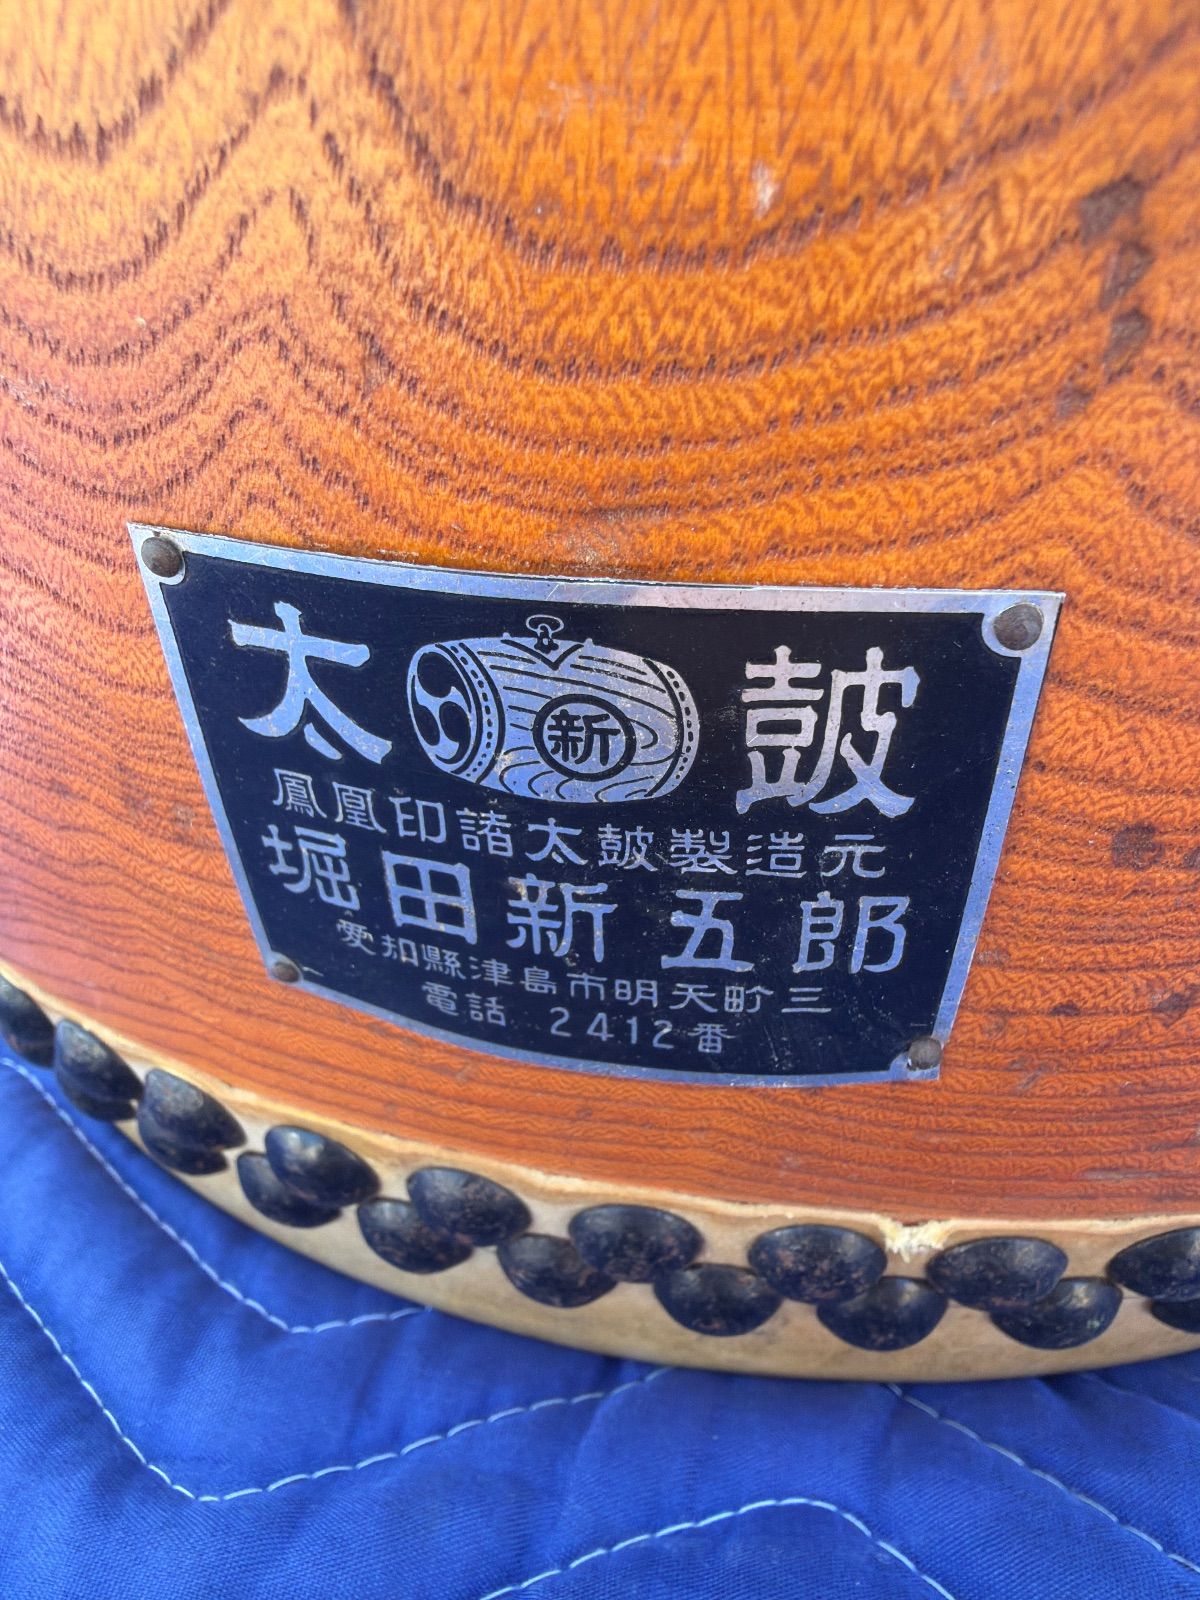 太 新 鼓
鳳凰印諸太鼓製造元
堀田新五郎
愛知縣津島市明天町三
電話 2412番